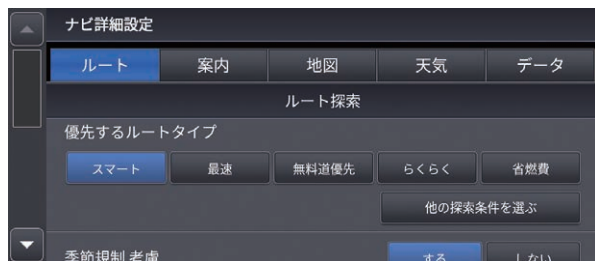 ナビ詳細設定
ルート 案内 地図 天気 データ
ルート探索
優先するルートタイプ
スマート 最速 無料道優先 らくらく 省燃費
他の探索条件を選ぶ
季節規制 考慮 する しない